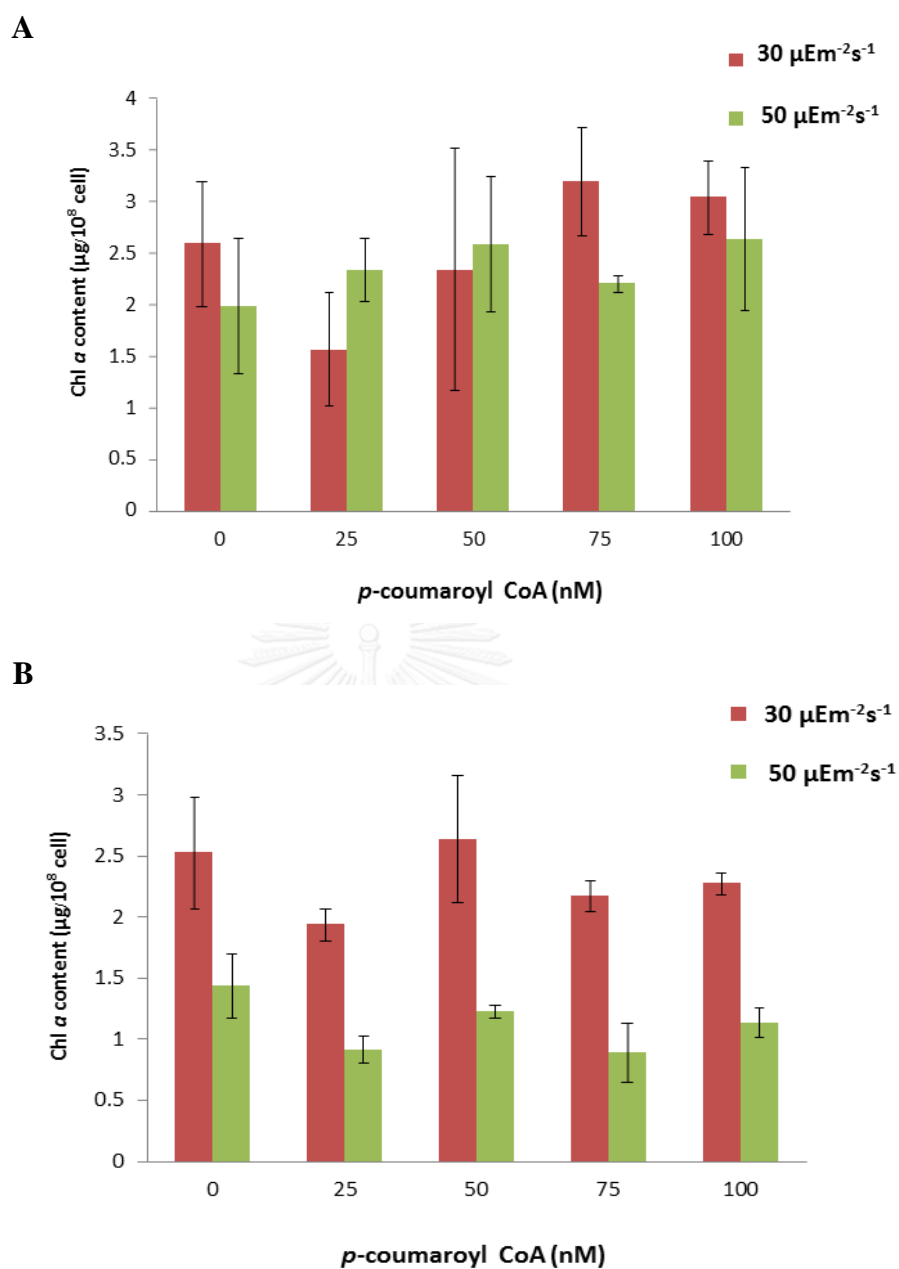 A
30 µEm⁻²s⁻¹
50 µEm⁻²s⁻¹
Chl a content (µg/10⁸ cell)
4
3.5
3
2.5
2
1.5
1
0.5
0
0 25 50 75 100
p-coumaroyl CoA (nM)
B
30 µEm⁻²s⁻¹
50 µEm⁻²s⁻¹
Chl a content (µg/10⁸ cell)
3.5
3
2.5
2
1.5
1
0.5
0
0 25 50 75 100
p-coumaroyl CoA (nM)